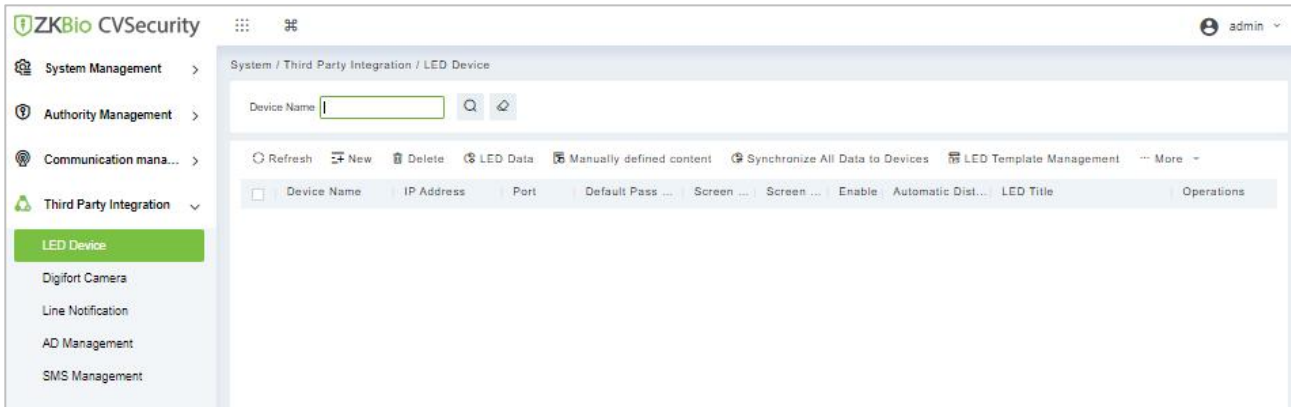 ZKBio CVSecurity
admin
System Management
Authority Management
Communication mana...
Third Party Integration
LED Device
Digifort Camera
Line Notification
AD Management
SMS Management
System / Third Party Integration / LED Device
Device Name
Refresh New Delete LED Data Manually defined content Synchronize All Data to Devices LED Template Management ··· More
Device Name IP Address Port Default Pass ... Screen ... Screen ... Enable Automatic Dist... LED Title Operations